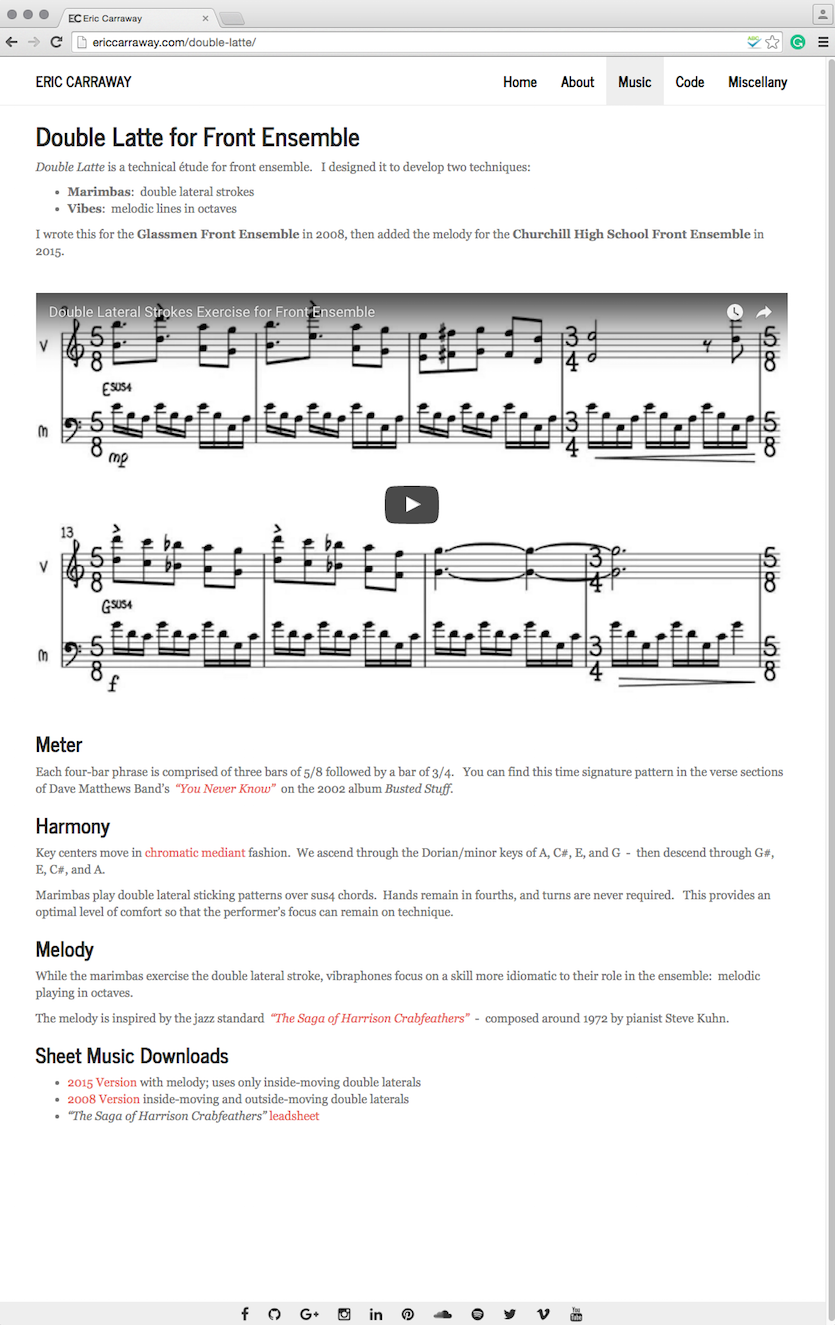 EC Eric Carraway
ericcarraway.com/double-latte/
ABC
ERIC CARRAWAY Home About Music Code Miscellany
Double Latte for Front Ensemble
Double Latte is a technical étude for front ensemble. I designed it to develop two techniques:
• Marimbas: double lateral strokes
• Vibes: melodic lines in octaves
I wrote this for the Glassmen Front Ensemble in 2008, then added the melody for the Churchill High School Front Ensemble in
2015.
Double Lateral Strokes Exercise for Front Ensemble
V 5 8 3 4 5 8
Esus4
m 5 8 3 4 5 8
mp
13
V 5 8 3 4 5 8
Gsus4
m 5 8 3 4 5 8
f
Meter
Each four-bar phrase is comprised of three bars of 5/8 followed by a bar of 3/4. You can find this time signature pattern in the verse sections
of Dave Matthews Band's “You Never Know” on the 2002 album Busted Stuff.
Harmony
Key centers move in chromatic mediant fashion. We ascend through the Dorian/minor keys of A, C#, E, and G - then descend through G#,
E, C#, and A.
Marimbas play double lateral sticking patterns over sus4 chords. Hands remain in fourths, and turns are never required. This provides an
optimal level of comfort so that the performer's focus can remain on technique.
Melody
While the marimbas exercise the double lateral stroke, vibraphones focus on a skill more idiomatic to their role in the ensemble: melodic
playing in octaves.
The melody is inspired by the jazz standard “The Saga of Harrison Crabfeathers” - composed around 1972 by pianist Steve Kuhn.
Sheet Music Downloads
• 2015 Version with melody; uses only inside-moving double laterals
• 2008 Version inside-moving and outside-moving double laterals
• “The Saga of Harrison Crabfeathers” leadsheet
G+ in You Tube